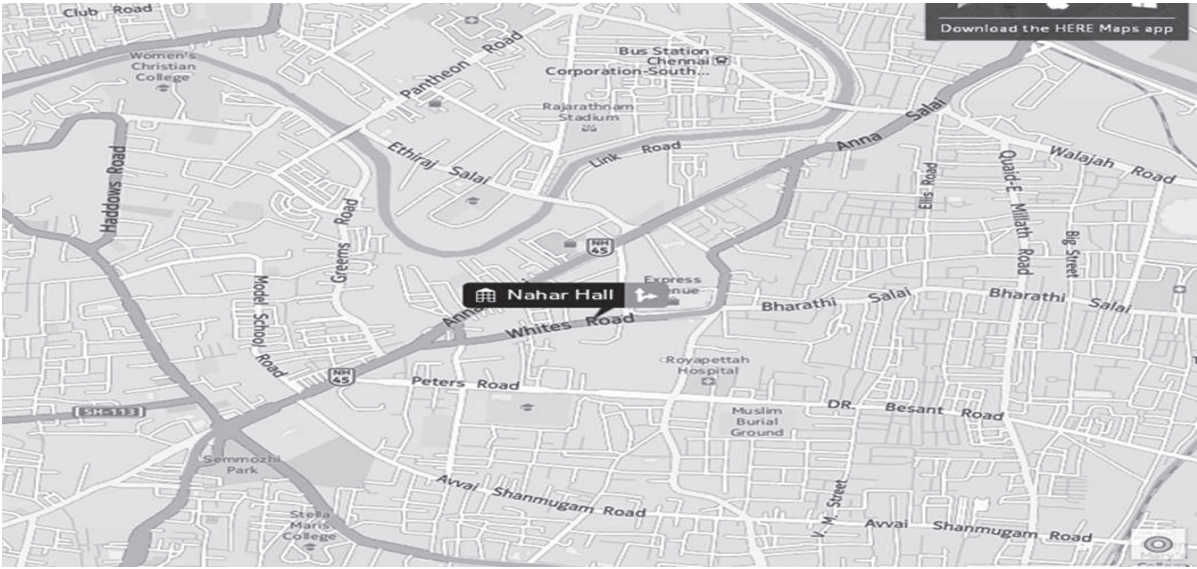 Club Road
Download the HERE Maps app
Women's
Christian
College
Pantheon Road
Bus Station
Chennai
Corporation-South...
Rajarathnam
Stadium
Anna Salai
Link Road
Ethiraj Salai
Walajah Road
Haddows Road
Ellis Road
Quaid-E Millath Road
Greems Road
Big Street
NH
45
Model School Road
Express
enue
Nahar Hall
Anna
Bharathi Salai
Bharathi Salai
Whites Road
Royapettah
Hospital
NH
45
Peters Road
SH-113
DR. Besant Road
Muslim
Burial
Ground
Semmozhi
Park
Avvai Shanmugam Road
V.M. Street
Stella
Maris
College
Avvai Shanmugam Road